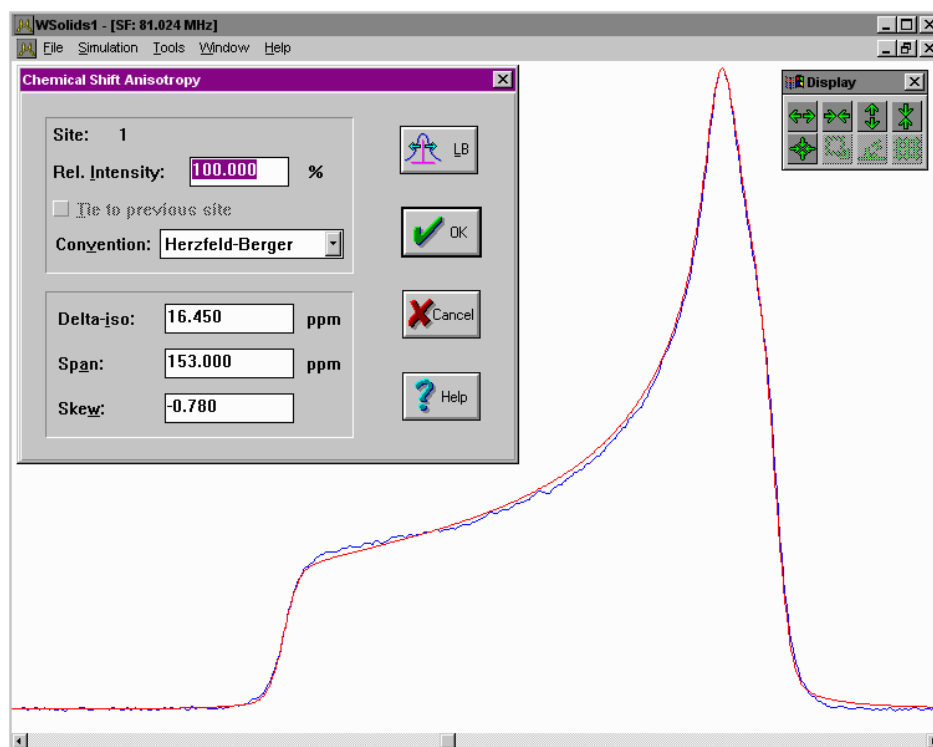 WSolids1 - [SF: 81.024 MHz]
File Simulation Tools Window Help
Chemical Shift Anisotropy
Display
Site: 1
Rel. Intensity: 100.000 %
LB
Tie to previous site
Convention: Herzfeld-Berger
OK
Delta-iso: 16.450 ppm
Cancel
Span: 153.000 ppm
Skew: -0.780
Help